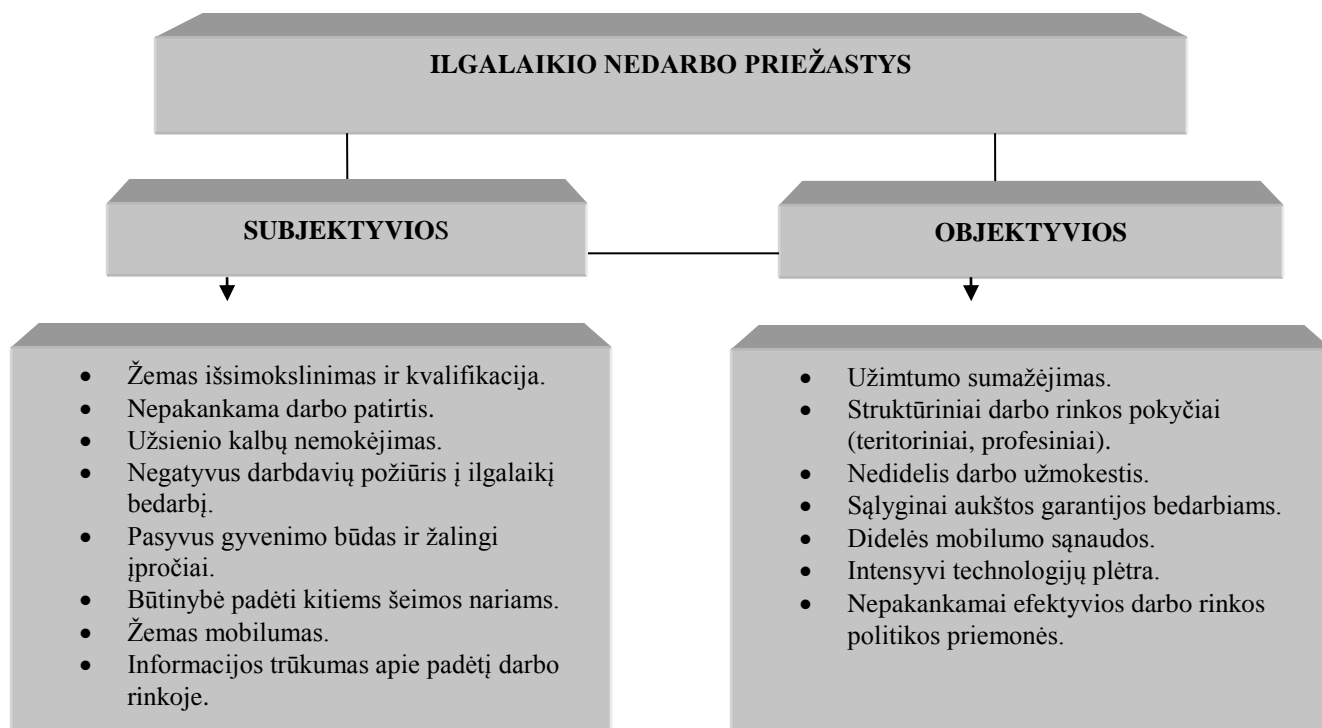 ILGALAIKIO NEDARBO PRIEŽASTYS
SUBJEKTYVIOS
OBJEKTYVIOS
• Žemas išsimokslinimas ir kvalifikacija.
• Nepakankama darbo patirtis.
• Užsienio kalbų nemokėjimas.
• Negatyvus darbdavių požiūris į ilgalaikį
bedarbį.
• Pasyvus gyvenimo būdas ir žalingi
įpročiai.
• Būtinybė padėti kitiems šeimos nariams.
• Žemas mobilumas.
• Informacijos trūkumas apie padėtį darbo
rinkoje.
• Užimtumo sumažėjimas.
• Struktūriniai darbo rinkos pokyčiai
(teritoriniai, profesiniai).
• Nedidelis darbo užmokestis.
• Sąlyginai aukštos garantijos bedarbiams.
• Didelės mobilumo sąnaudos.
• Intensyvi technologijų plėtra.
• Nepakankamai efektyvios darbo rinkos
politikos priemonės.